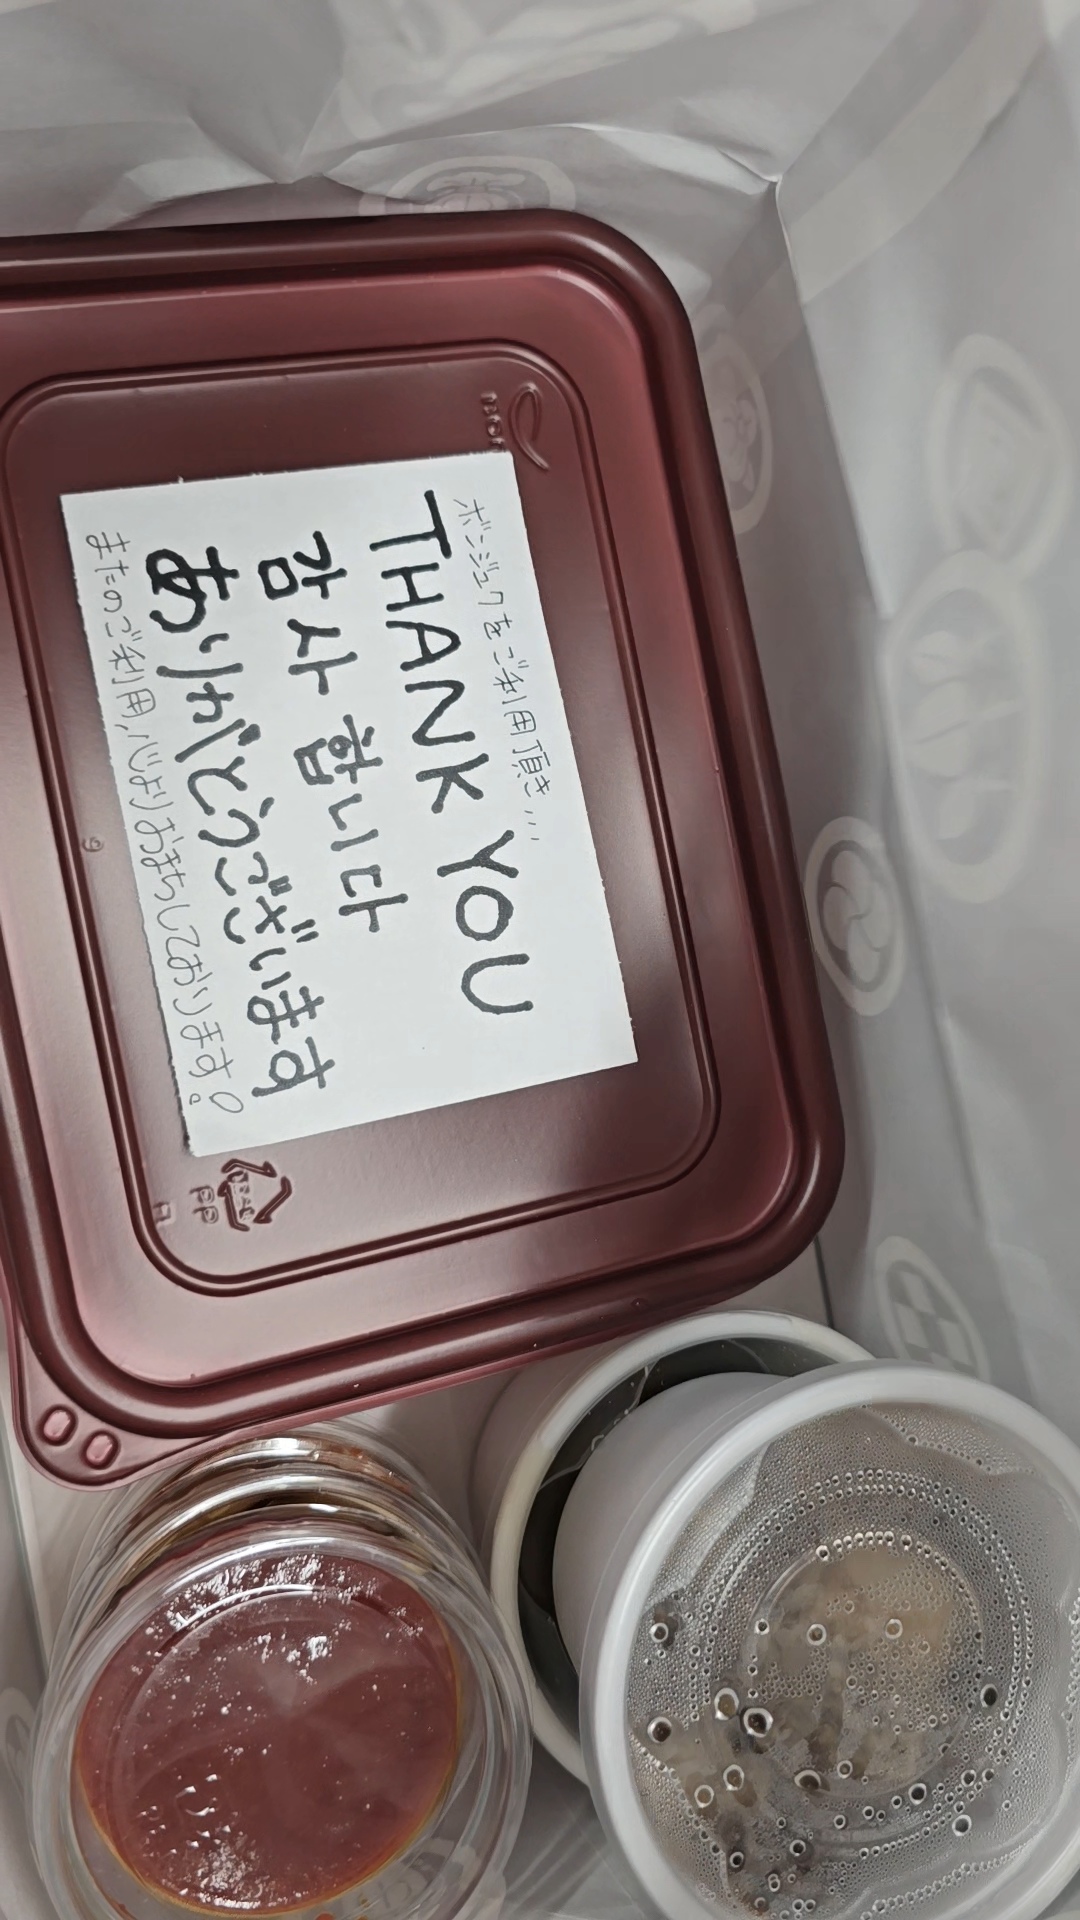 ボンジュクをご利用頂き...
THANK YOU
감사합니다
ありがとうございます
またのご利用、心よりお待ちしております!。
PP